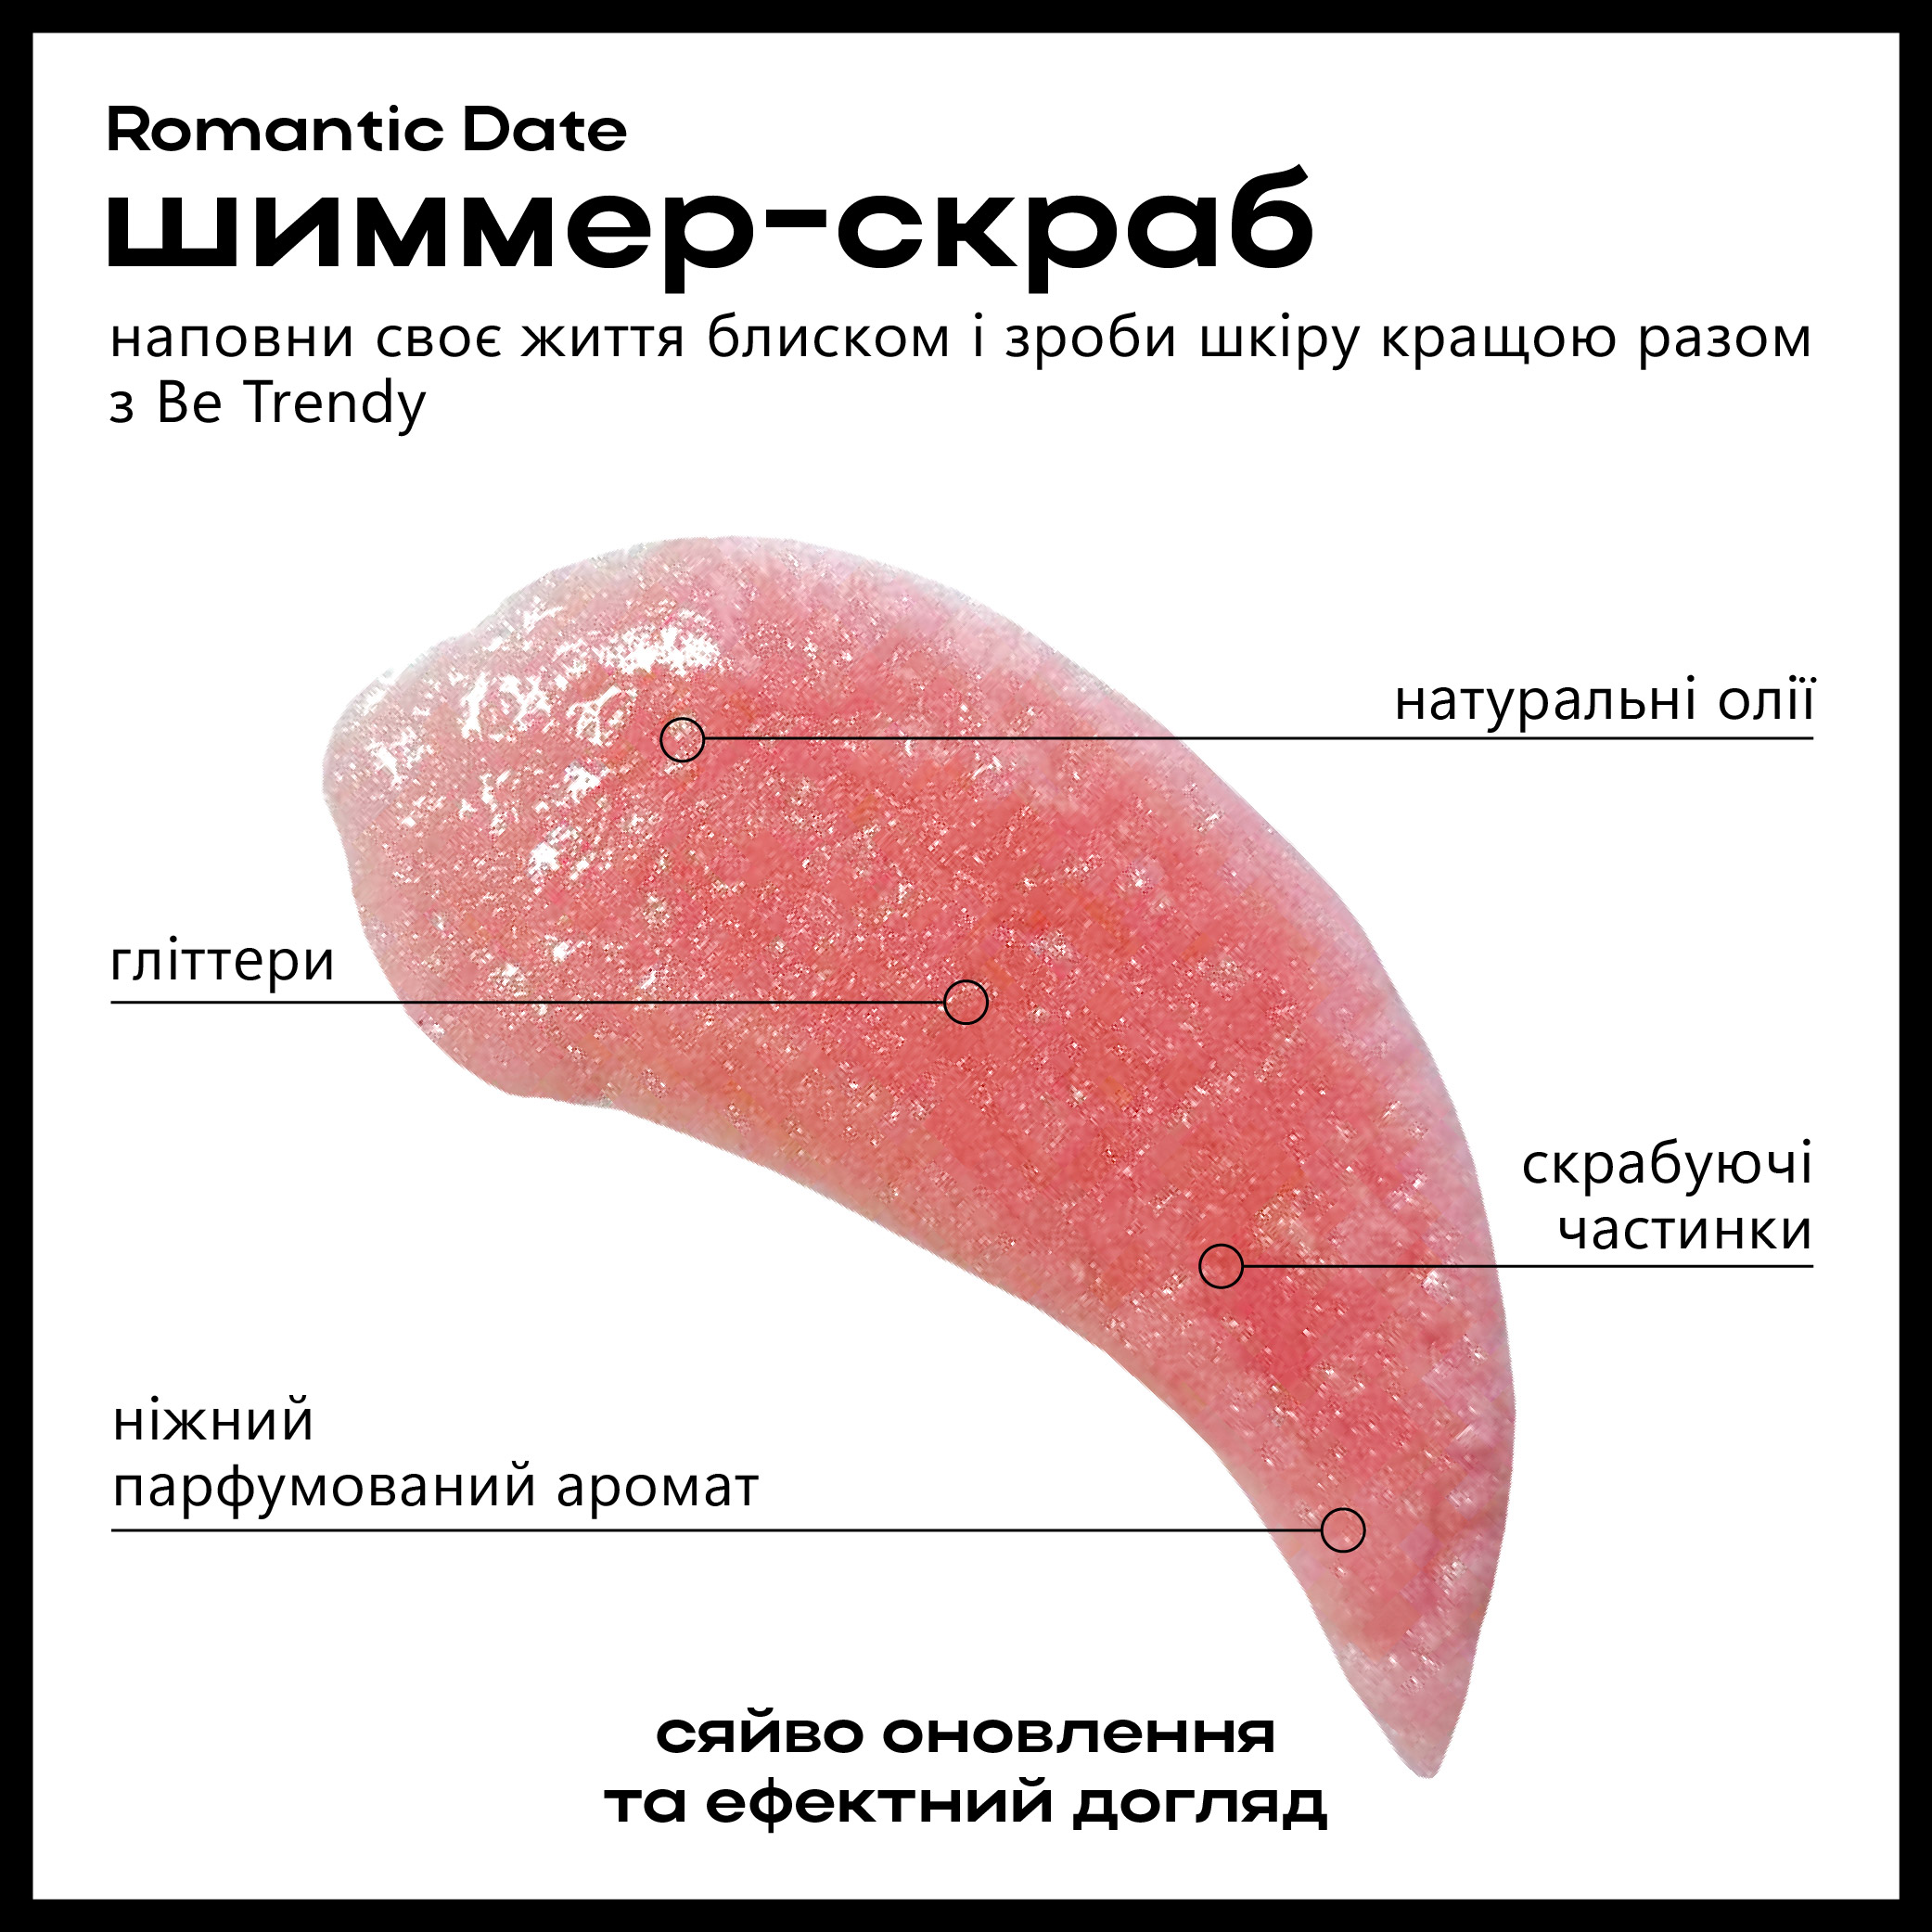 Romantic Date
шиммер-скраб
наповни своє життя блиском і зроби шкіру кращою разом
з Be Trendy
натуральні олії
гліттери
скрабуючі
частинки
ніжний
парфумований аромат
сяйво оновлення
та ефектний догляд